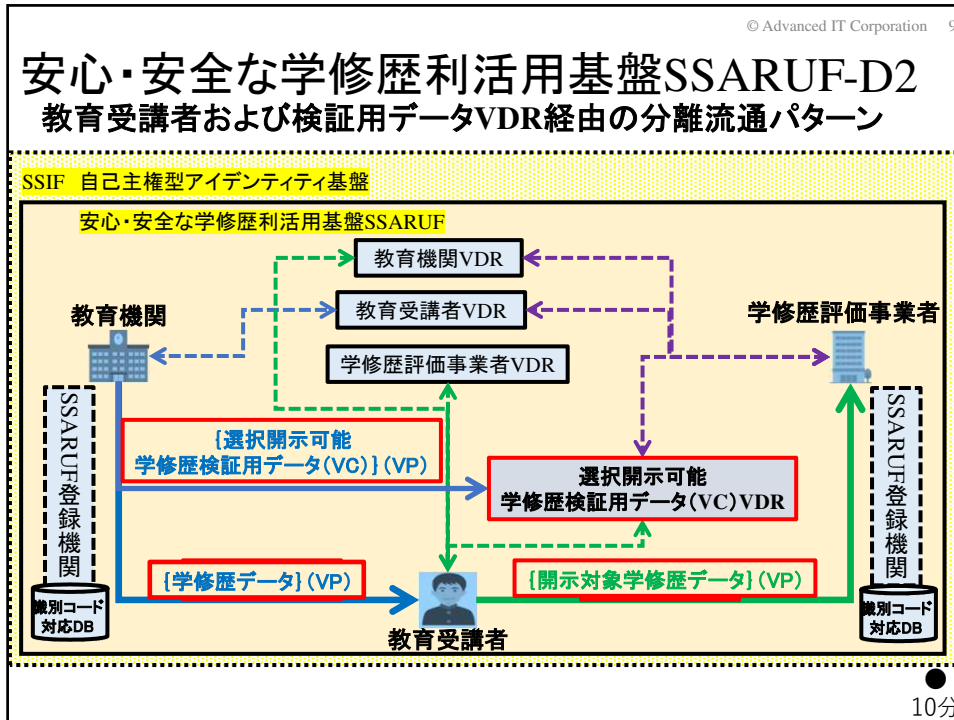 © Advanced IT Corporation 9
安心・安全な学修歴利活用基盤SSARUF-D2
教育受講者および検証用データVDR経由の分離流通パターン
SSIF 自己主権型アイデンティティ基盤
安心・安全な学修歴利活用基盤SSARUF
教育機関VDR
教育受講者VDR
学修歴評価事業者VDR
教育機関
学修歴評価事業者
SSARUF登録機関
{選択開示可能
学修歴検証用データ(VC)}(VP)
選択開示可能
学修歴検証用データ(VC)VDR
SSARUF登録機関
{学修歴データ}(VP)
{開示対象学修歴データ}(VP)
識別コード
対応DB
教育受講者
識別コード
対応DB
10分